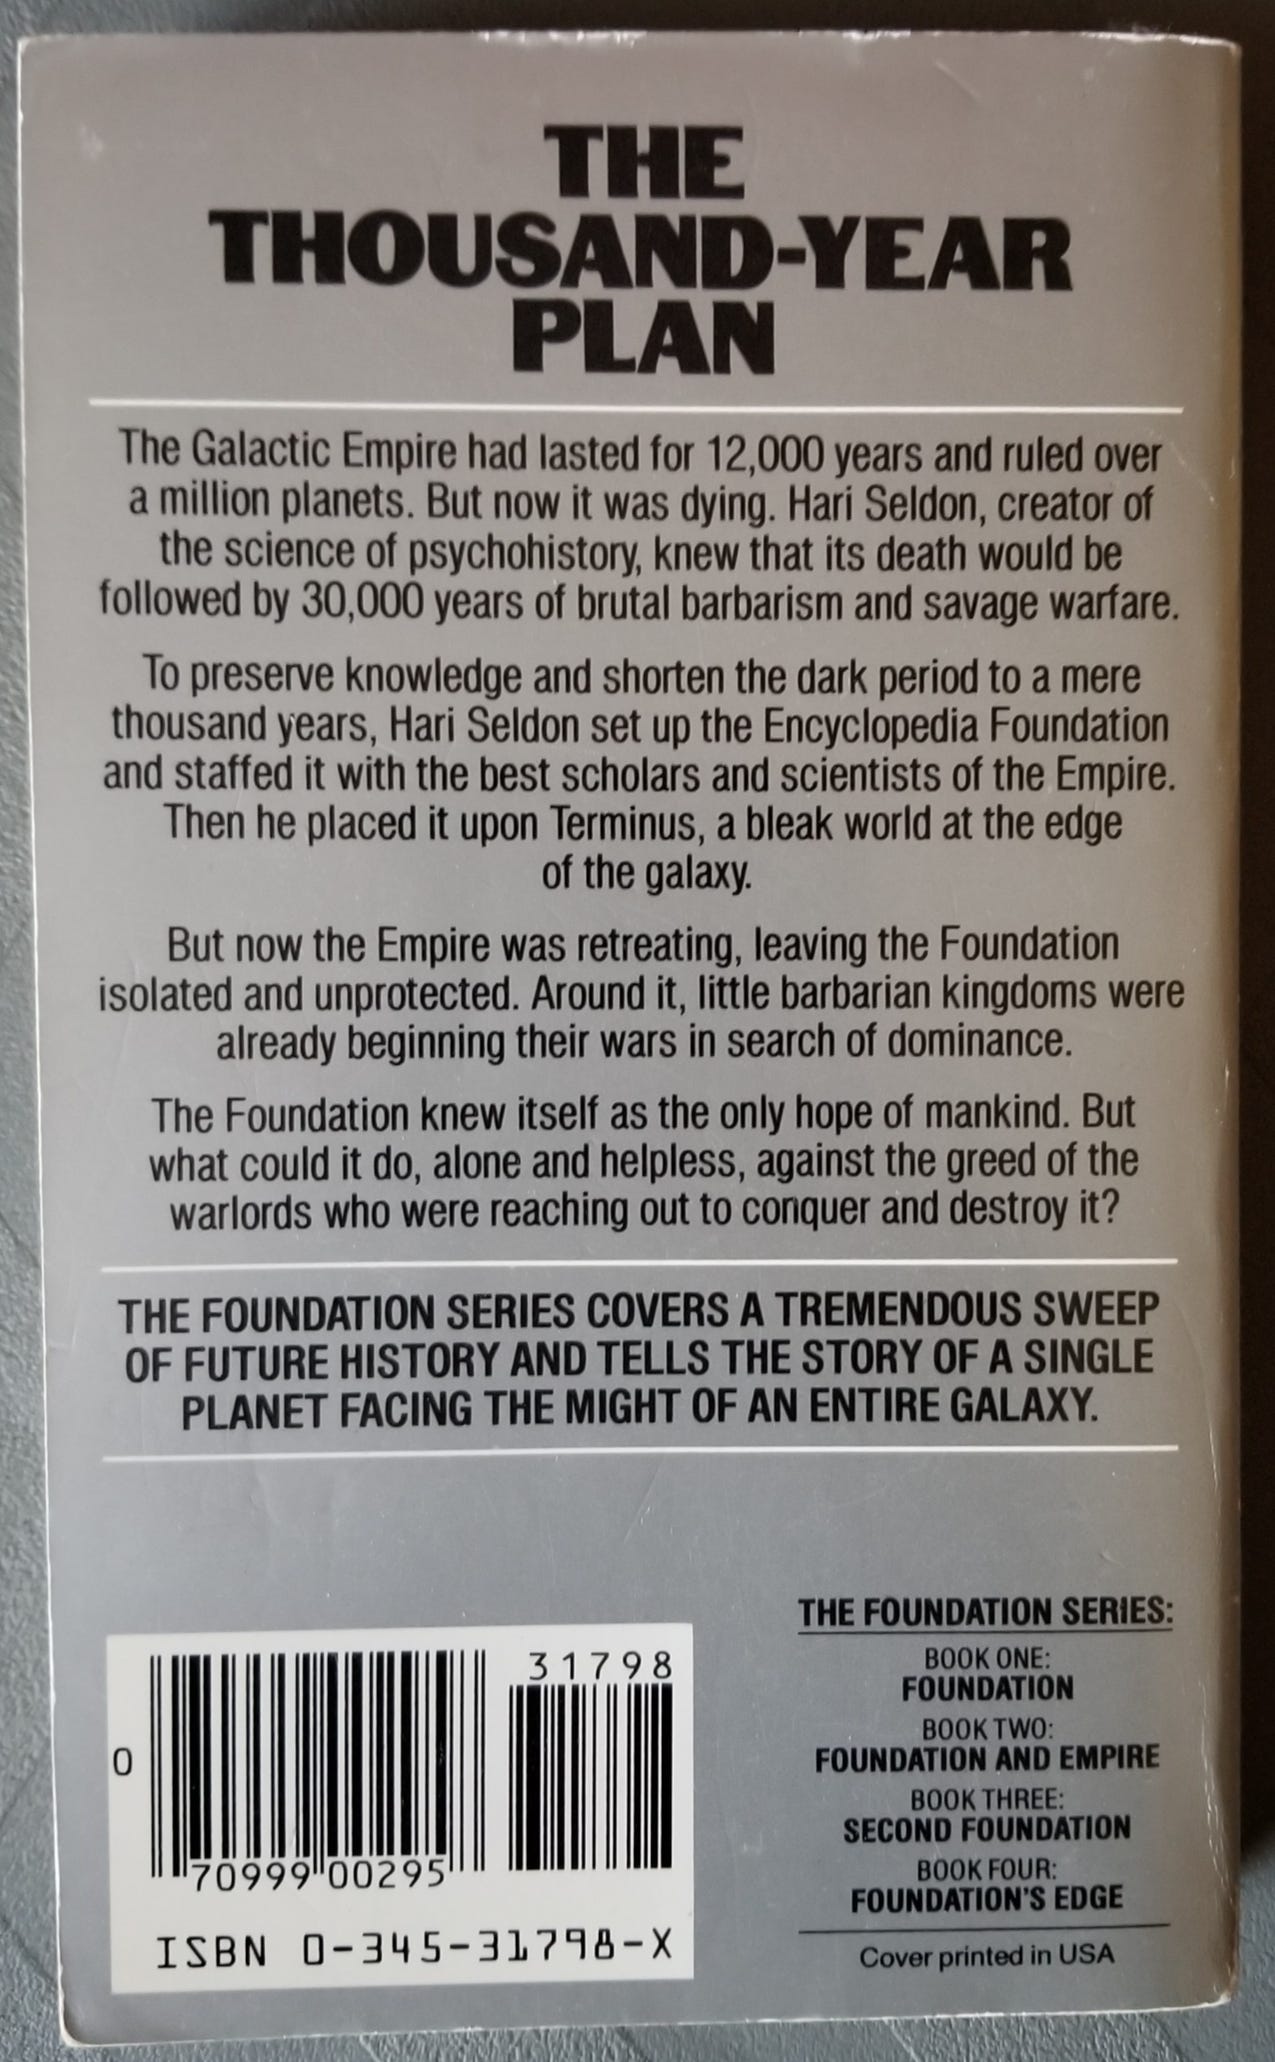 THE
THOUSAND-YEAR
PLAN
The Galactic Empire had lasted for 12,000 years and ruled over
a million planets. But now it was dying. Hari Seldon, creator of
the science of psychohistory, knew that its death would be
followed by 30,000 years of brutal barbarism and savage warfare.
To preserve knowledge and shorten the dark period to a mere
thousand years, Hari Seldon set up the Encyclopedia Foundation
and staffed it with the best scholars and scientists of the Empire.
Then he placed it upon Terminus, a bleak world at the edge
of the galaxy.
But now the Empire was retreating, leaving the Foundation
isolated and unprotected. Around it, little barbarian kingdoms were
already beginning their wars in search of dominance.
The Foundation knew itself as the only hope of mankind. But
what could it do, alone and helpless, against the greed of the
warlords who were reaching out to conquer and destroy it?
THE FOUNDATION SERIES COVERS A TREMENDOUS SWEEP
OF FUTURE HISTORY AND TELLS THE STORY OF A SINGLE
PLANET FACING THE MIGHT OF AN ENTIRE GALAXY.
31798
0
70999 00295
ISBN 0-345-31798-X
THE FOUNDATION SERIES:
BOOK ONE:
FOUNDATION
BOOK TWO:
FOUNDATION AND EMPIRE
BOOK THREE:
SECOND FOUNDATION
BOOK FOUR:
FOUNDATION'S EDGE
Cover printed in USA